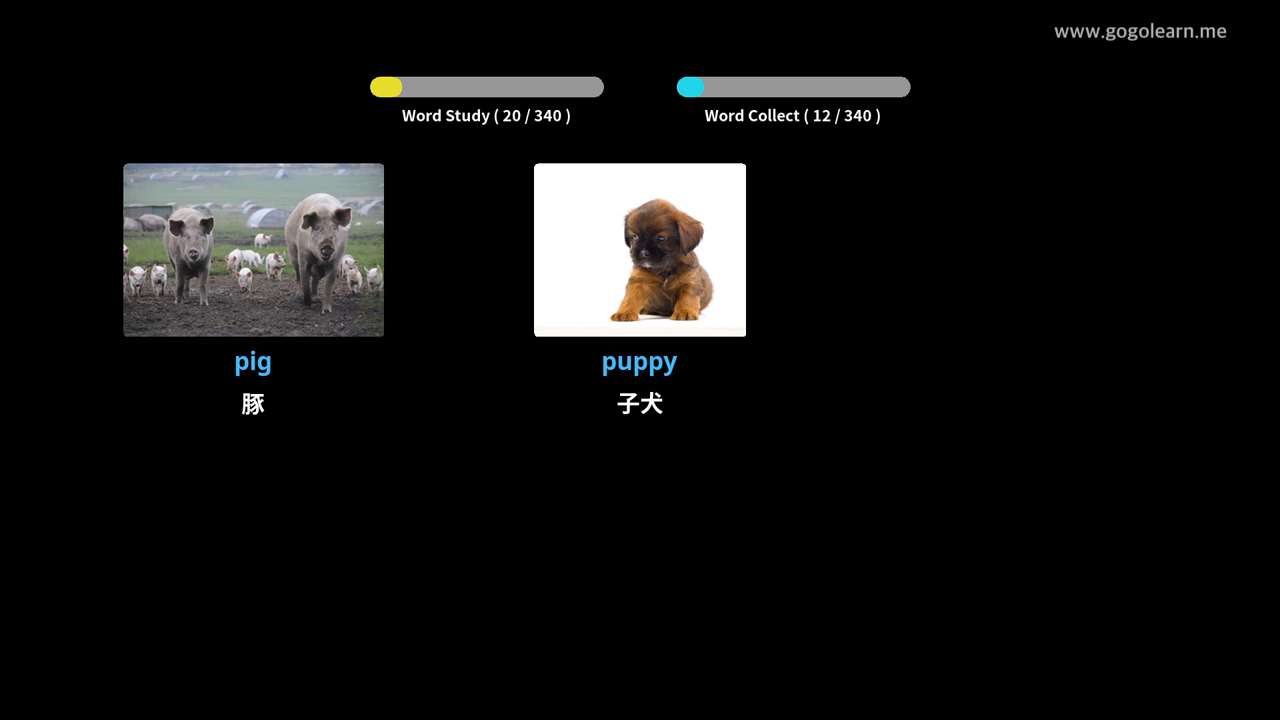 www.gogolearn.me
Word Study ( 20 / 340 )
Word Collect ( 12 / 340 )
pig
豚
puppy
子犬